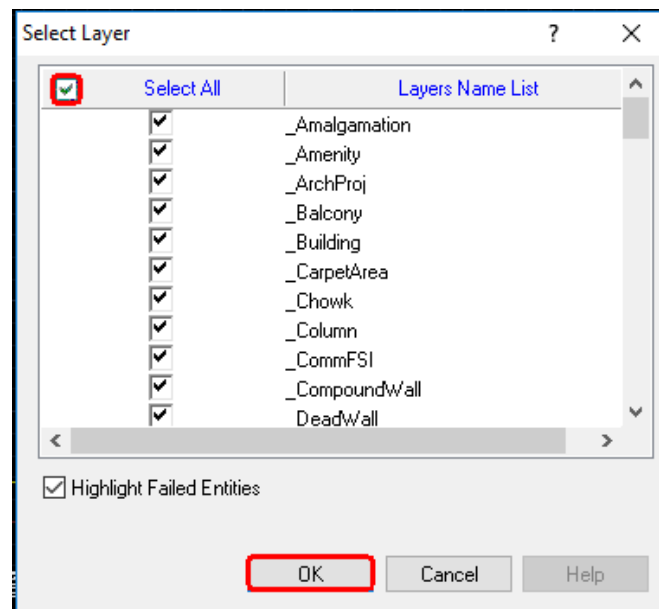 Select Layer ?
Select All Layers Name List
_Amalgamation
_Amenity
_ArchProj
_Balcony
_Building
_CarpetArea
_Chowk
_Column
_CommFSI
_CompoundWall
DeadWall
Highlight Failed Entities
OK Cancel Help